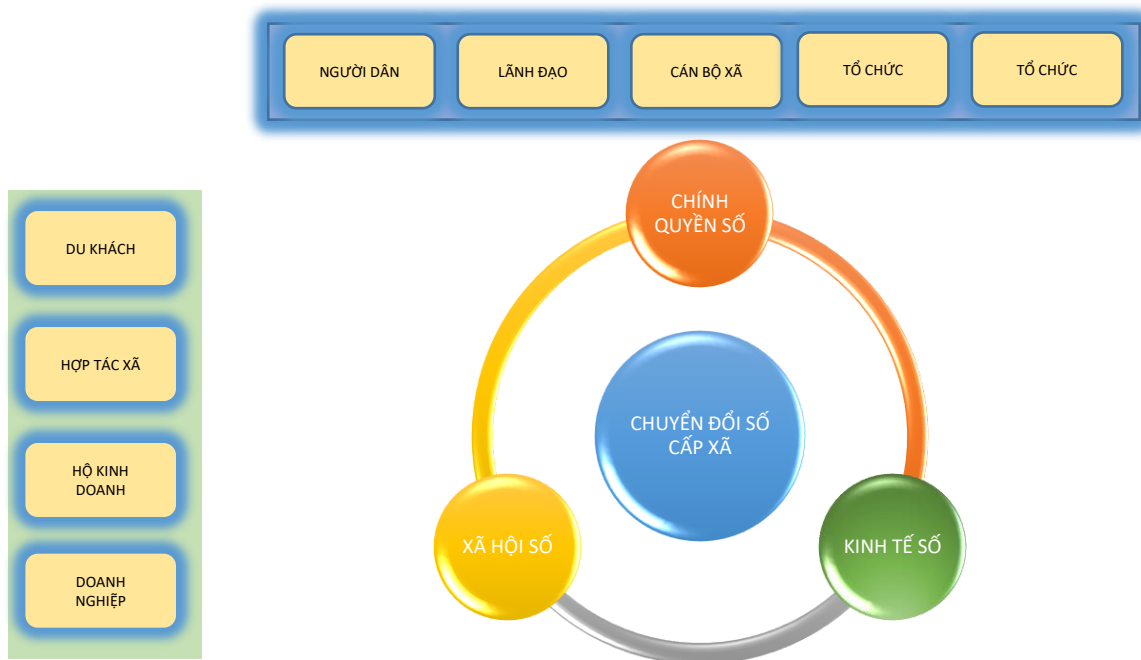 NGƯỜI DÂN
LÃNH ĐẠO
CÁN BỘ XÃ
TỔ CHỨC
TỔ CHỨC
CHÍNH
QUYỀN SỐ
DU KHÁCH
HỢP TÁC XÃ
HỘ KINH
DOANH
DOANH
NGHIỆP
CHUYỂN ĐỔI SỐ
CẤP XÃ
XÃ HỘI SỐ
KINH TẾ SỐ